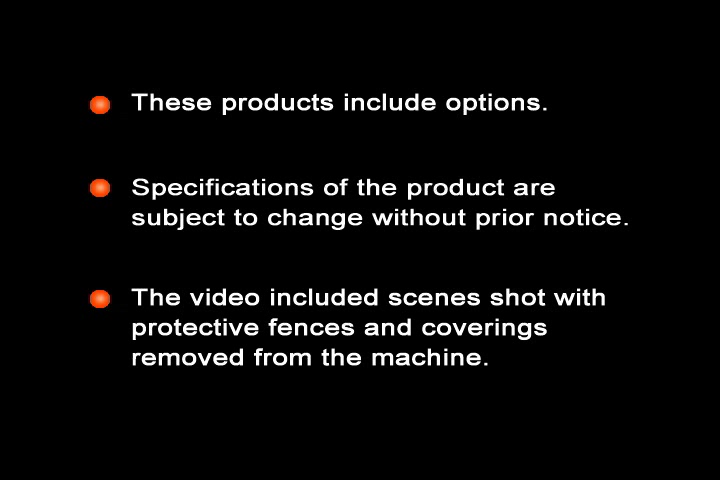 These products include options.
Specifications of the product are
subject to change without prior notice.
The video included scenes shot with
protective fences and coverings
removed from the machine.